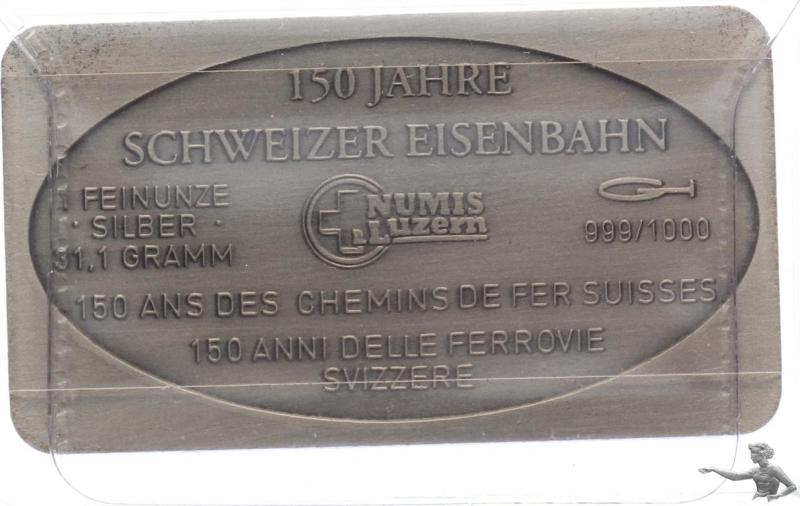 150 JAHRE
SCHWEIZER EISENBAHN
1 FEINUNZE
· SILBER ·
31,1 GRAMM
NUMIS
Luzern
999/1000
150 ANS DES CHEMINS DE FER SUISSES
150 ANNI DELLE FERROVIE
SVIZZERE